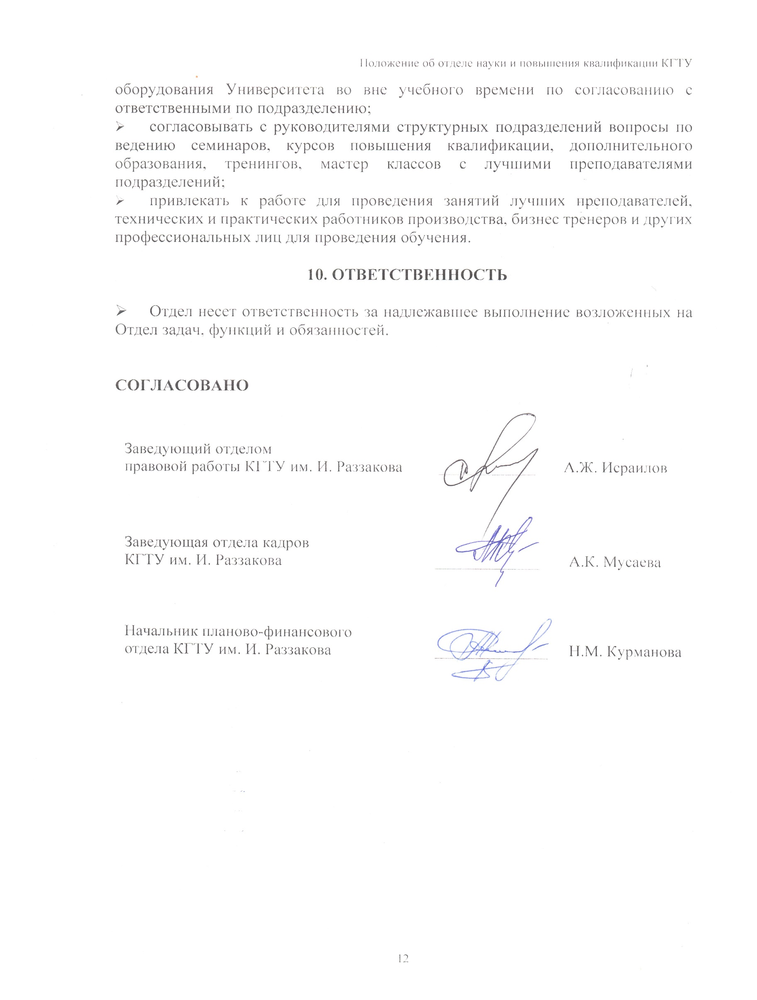 Положение об отделе науки и повышения квалификации КГТУ
оборудования Университета во вне учебного времени по согласованию с
ответственными по подразделению;
➢ согласовывать с руководителями структурных подразделений вопросы по
ведению семинаров, курсов повышения квалификации, дополнительного
образования, тренингов, мастер классов с лучшими преподавателями
подразделений;
➢ привлекать к работе для проведения занятий лучших преподавателей,
технических и практических работников производства, бизнес тренеров и других
профессиональных лиц для проведения обучения.
10. ОТВЕТСТВЕННОСТЬ
➢ Отдел несет ответственность за надлежавшее выполнение возложенных на
Отдел задач, функций и обязанностей.
СОГЛАСОВАНО
Заведующий отделом
правовой работы КГТУ им. И. Раззакова А.Ж. Исраилов
Заведующая отдела кадров
КГТУ им. И. Раззакова А.К. Мусаева
Начальник планово-финансового
отдела КГТУ им. И. Раззакова Н.М. Курманова
12